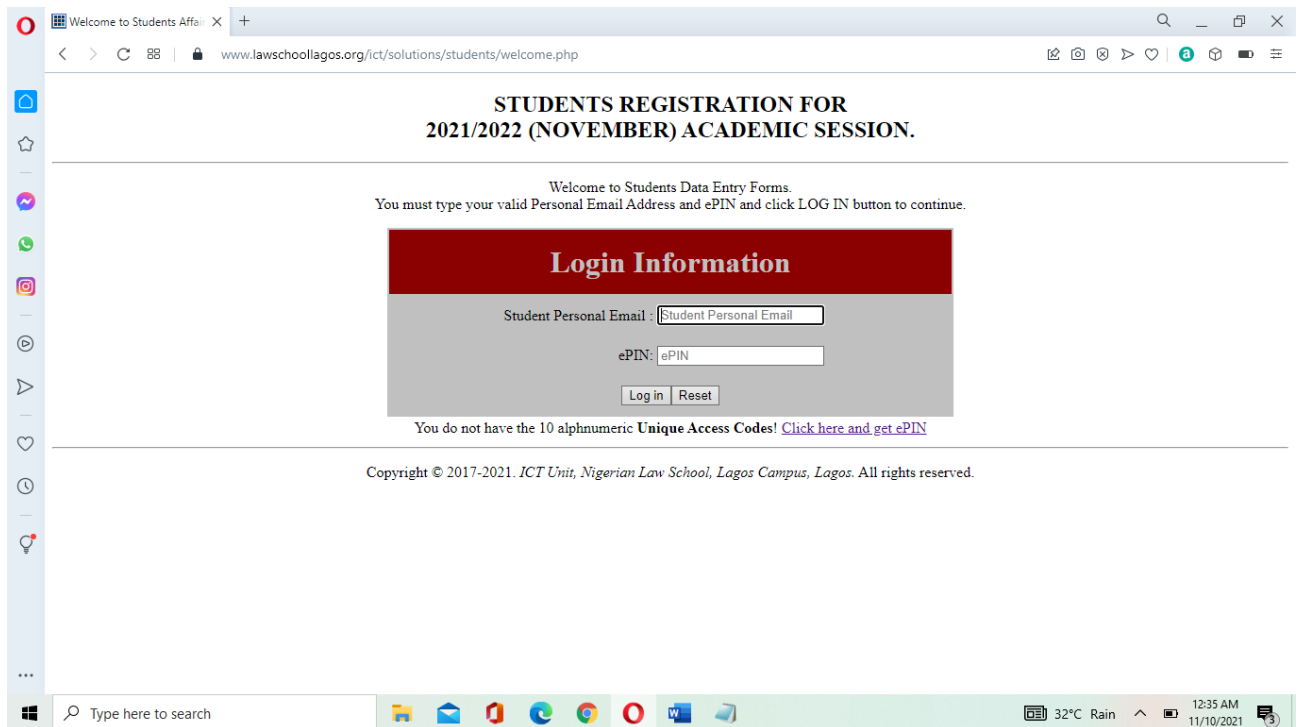 Welcome to Students Affair
www.lawschoollagos.org/ict/solutions/students/welcome.php
STUDENTS REGISTRATION FOR
2021/2022 (NOVEMBER) ACADEMIC SESSION.
Welcome to Students Data Entry Forms.
You must type your valid Personal Email Address and ePIN and click LOG IN button to continue.
Login Information
Student Personal Email : Student Personal Email
ePIN: ePIN
Log in Reset
You do not have the 10 alphnumeric Unique Access Codes! Click here and get ePIN
Copyright © 2017-2021. ICT Unit, Nigerian Law School, Lagos Campus, Lagos. All rights reserved.
Type here to search
32°C Rain
12:35 AM
11/10/2021
3